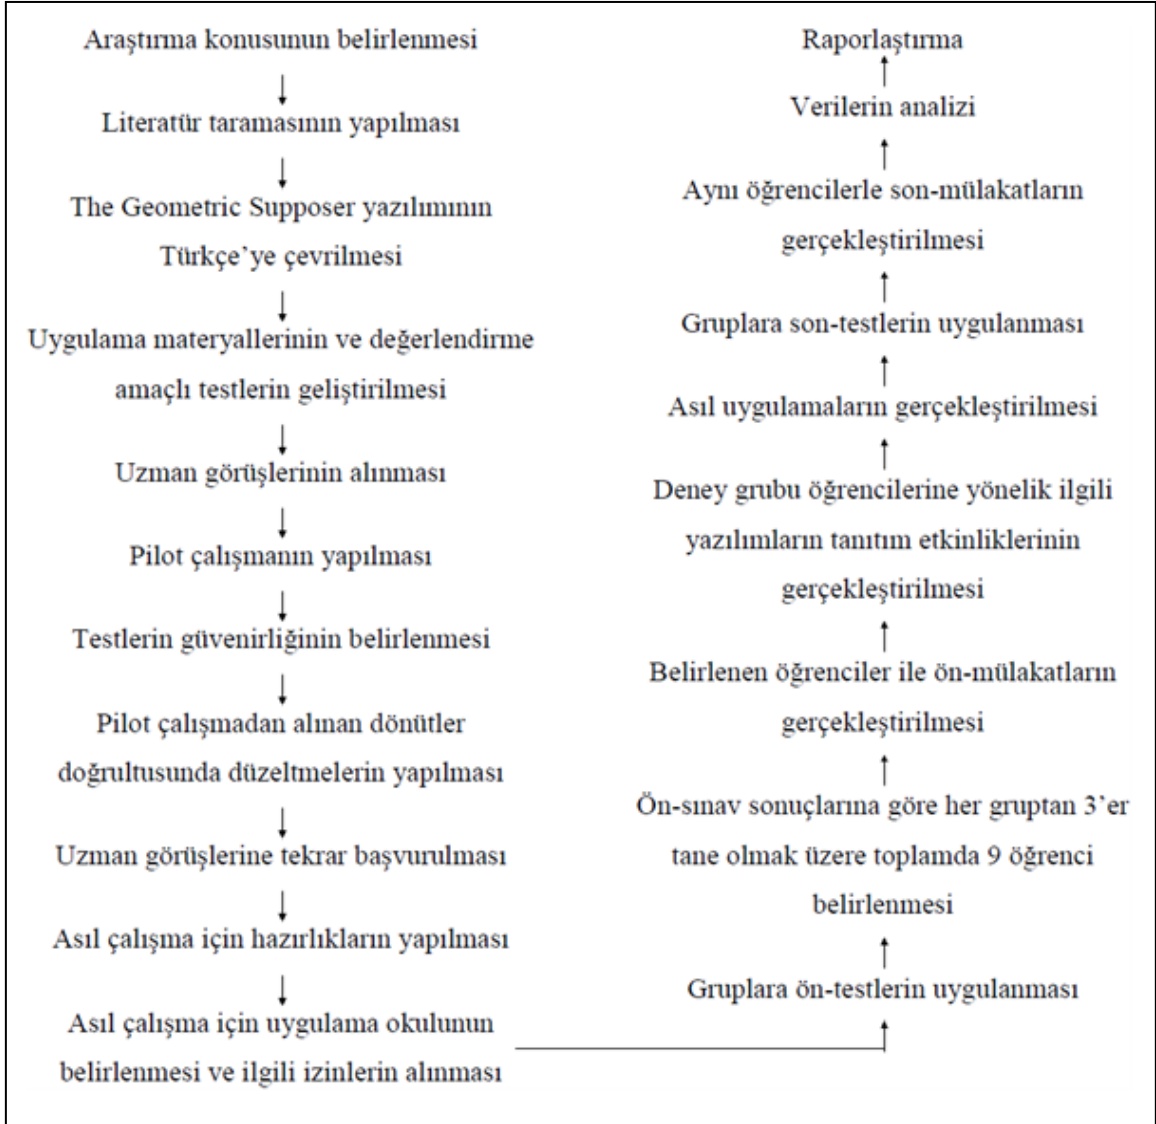 Araştırma konusunun belirlenmesi
Literatür taramasının yapılması
The Geometric Supposer yazılımının
Türkçe’ye çevrilmesi
Uygulama materyallerinin ve değerlendirme
amaçlı testlerin geliştirilmesi
Uzman görüşlerinin alınması
Pilot çalışmanın yapılması
Testlerin güvenirliğinin belirlenmesi
Pilot çalışmadan alınan dönütler
doğrultusunda düzeltmelerin yapılması
Uzman görüşlerine tekrar başvurulması
Asıl çalışma için hazırlıkların yapılması
Asıl çalışma için uygulama okulunun
belirlenmesi ve ilgili izinlerin alınması
Gruplara ön-testlerin uygulanması
Ön-sınav sonuçlarına göre her gruptan 3’er
tane olmak üzere toplamda 9 öğrenci
belirlenmesi
Belirlenen öğrenciler ile ön-mülakatların
gerçekleştirilmesi
Deney grubu öğrencilerine yönelik ilgili
yazılımların tanıtım etkinliklerinin
gerçekleştirilmesi
Asıl uygulamaların gerçekleştirilmesi
Gruplara son-testlerin uygulanması
Aynı öğrencilerle son-mülakatların
gerçekleştirilmesi
Verilerin analizi
Raporlaştırma